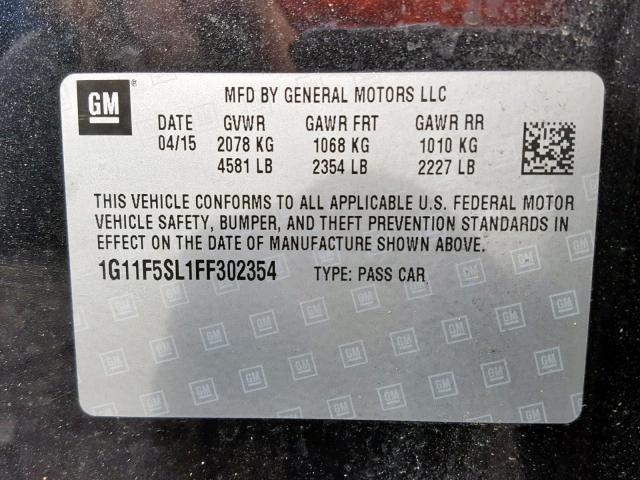 GM ® MFD BY GENERAL MOTORS LLC
DATE GVWR GAWR FRT GAWR RR
04/15 2078 KG 1068 KG 1010 KG
4581 LB 2354 LB 2227 LB
THIS VEHICLE CONFORMS TO ALL APPLICABLE U.S. FEDERAL MOTOR
VEHICLE SAFETY, BUMPER, AND THEFT PREVENTION STANDARDS IN
EFFECT ON THE DATE OF MANUFACTURE SHOWN ABOVE.
1G11F5SL1FF302354 TYPE: PASS CAR